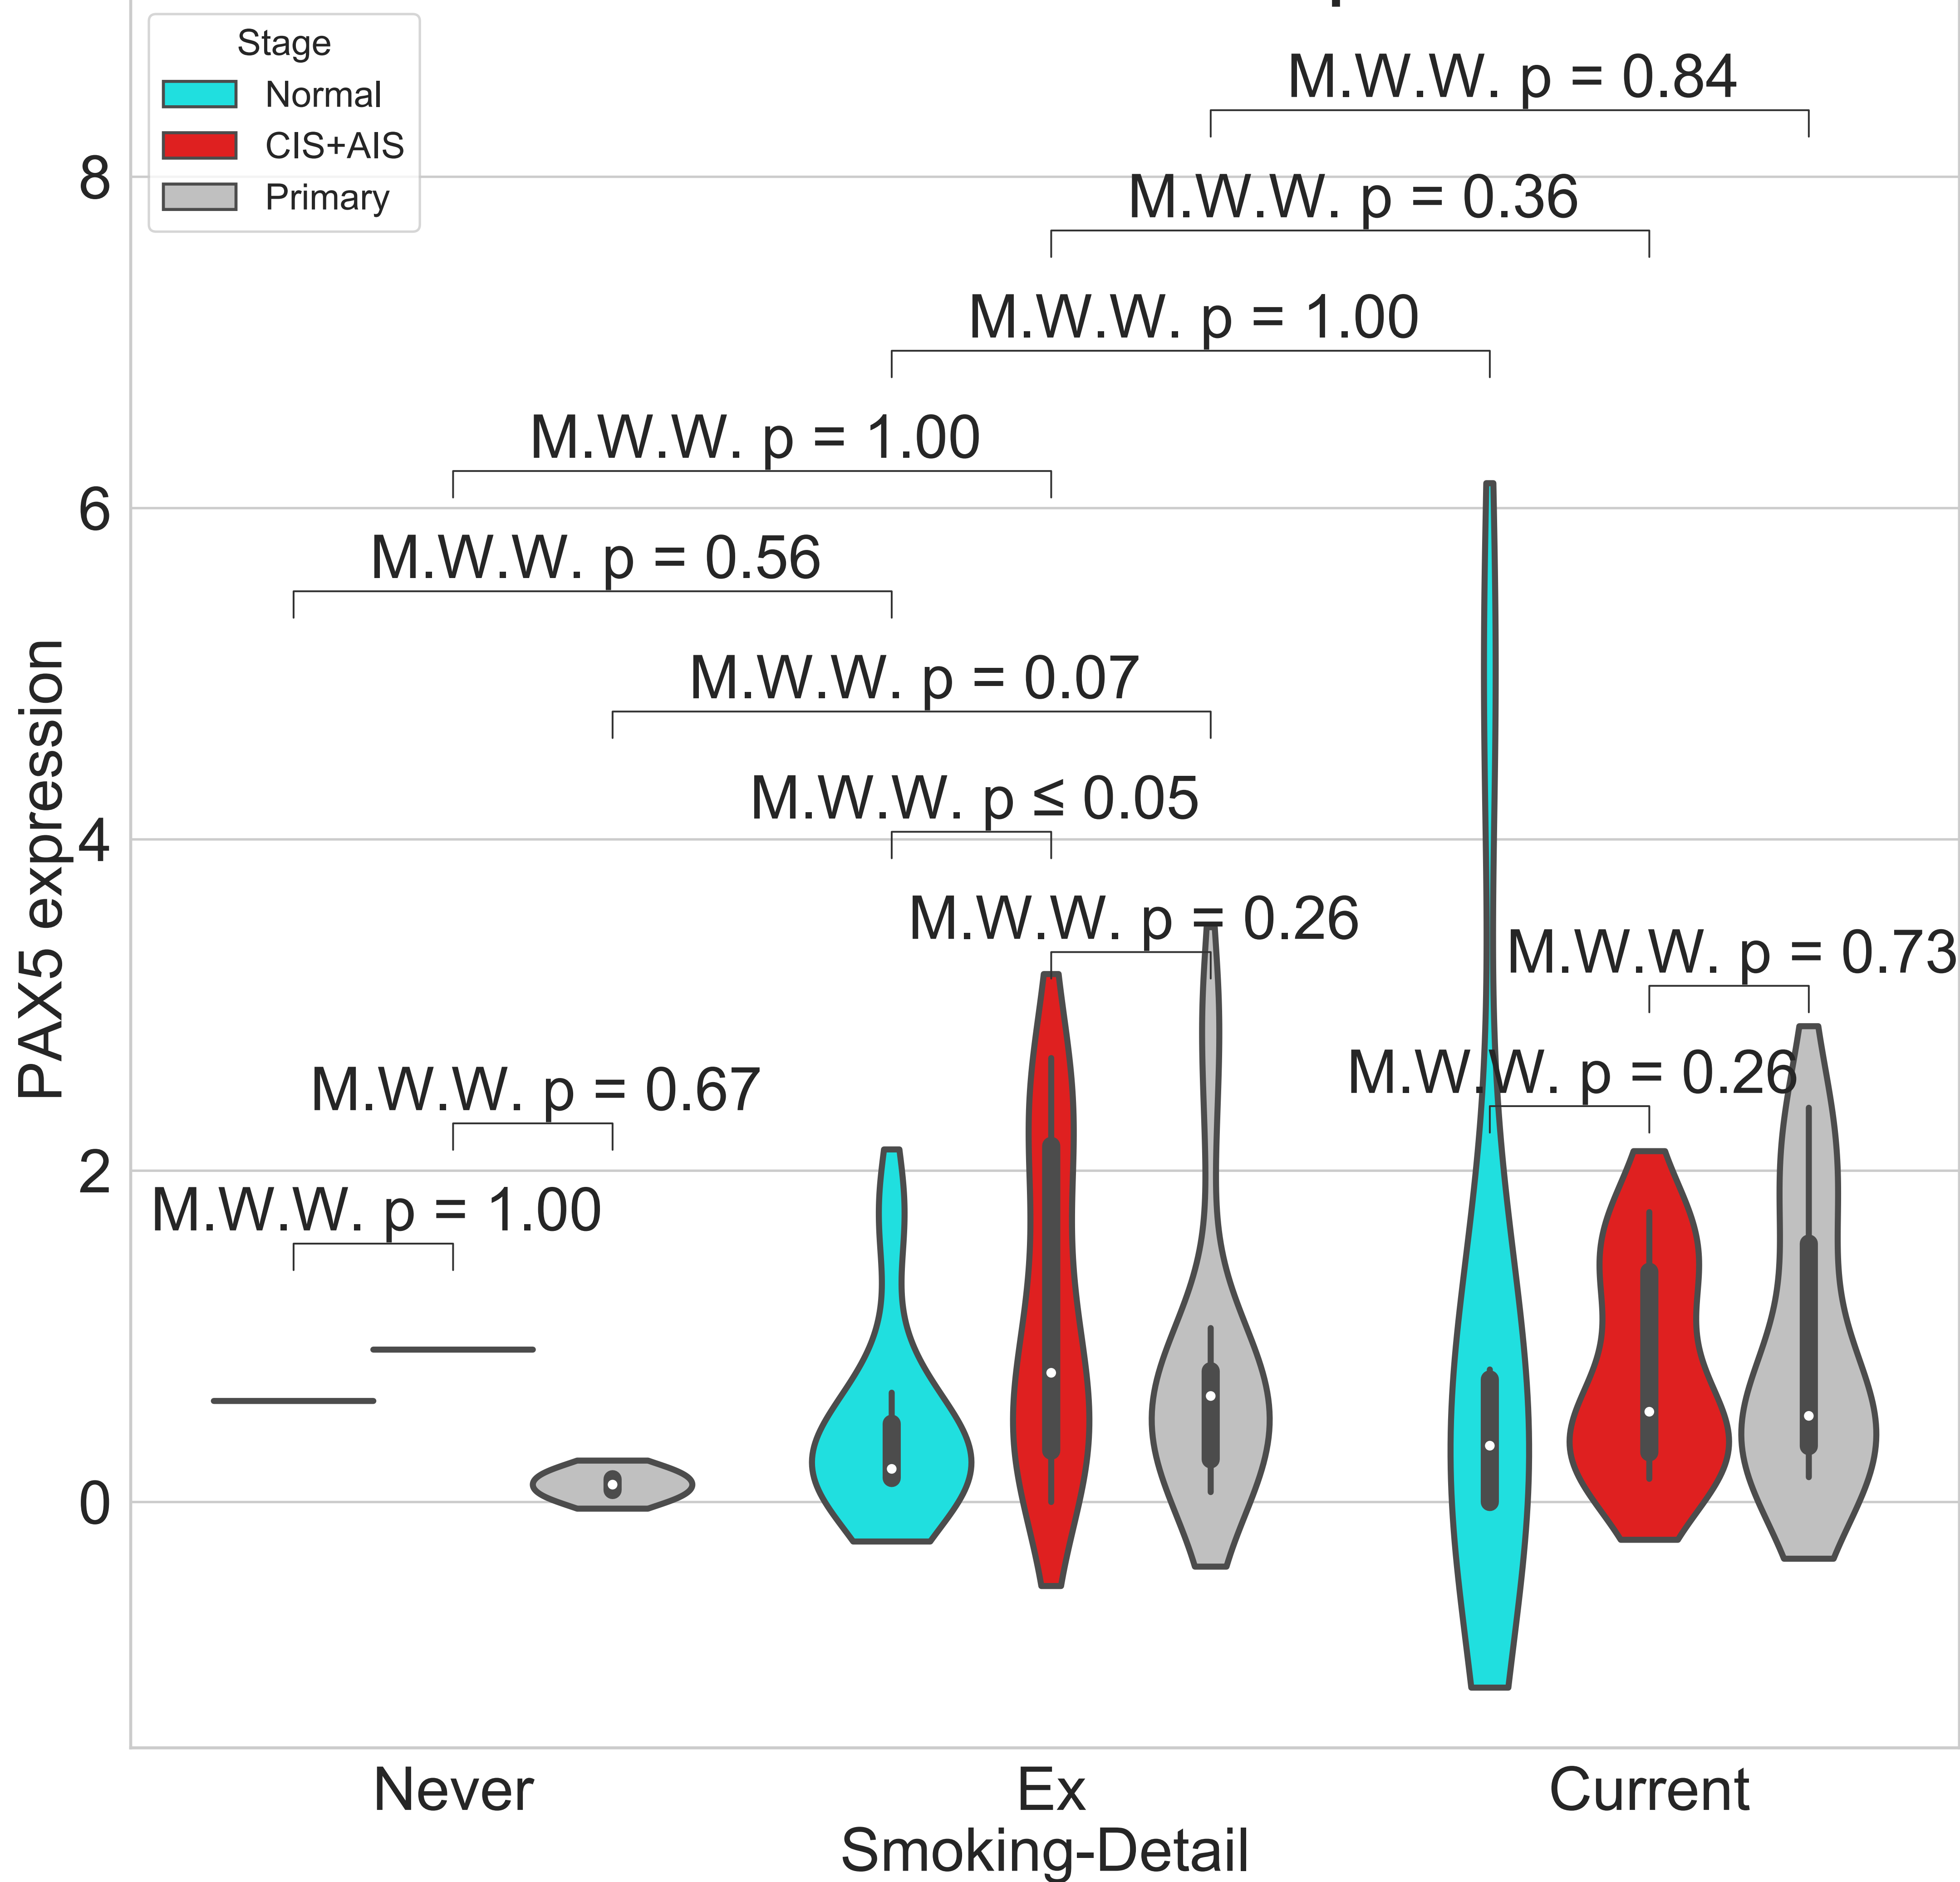 Stage
Normal
CIS+AIS
Primary
M.W.W. p = 0.84
M.W.W. p = 0.36
M.W.W. p = 1.00
M.W.W. p = 1.00
M.W.W. p = 0.56
M.W.W. p = 0.07
M.W.W. p ≤ 0.05
M.W.W. p = 0.26
M.W.W. p = 0.73
M.W.W. p = 0.26
M.W.W. p = 0.67
M.W.W. p = 1.00
8
6
4
2
0
PAX5 expression
Never
Ex
Current
Smoking-Detail